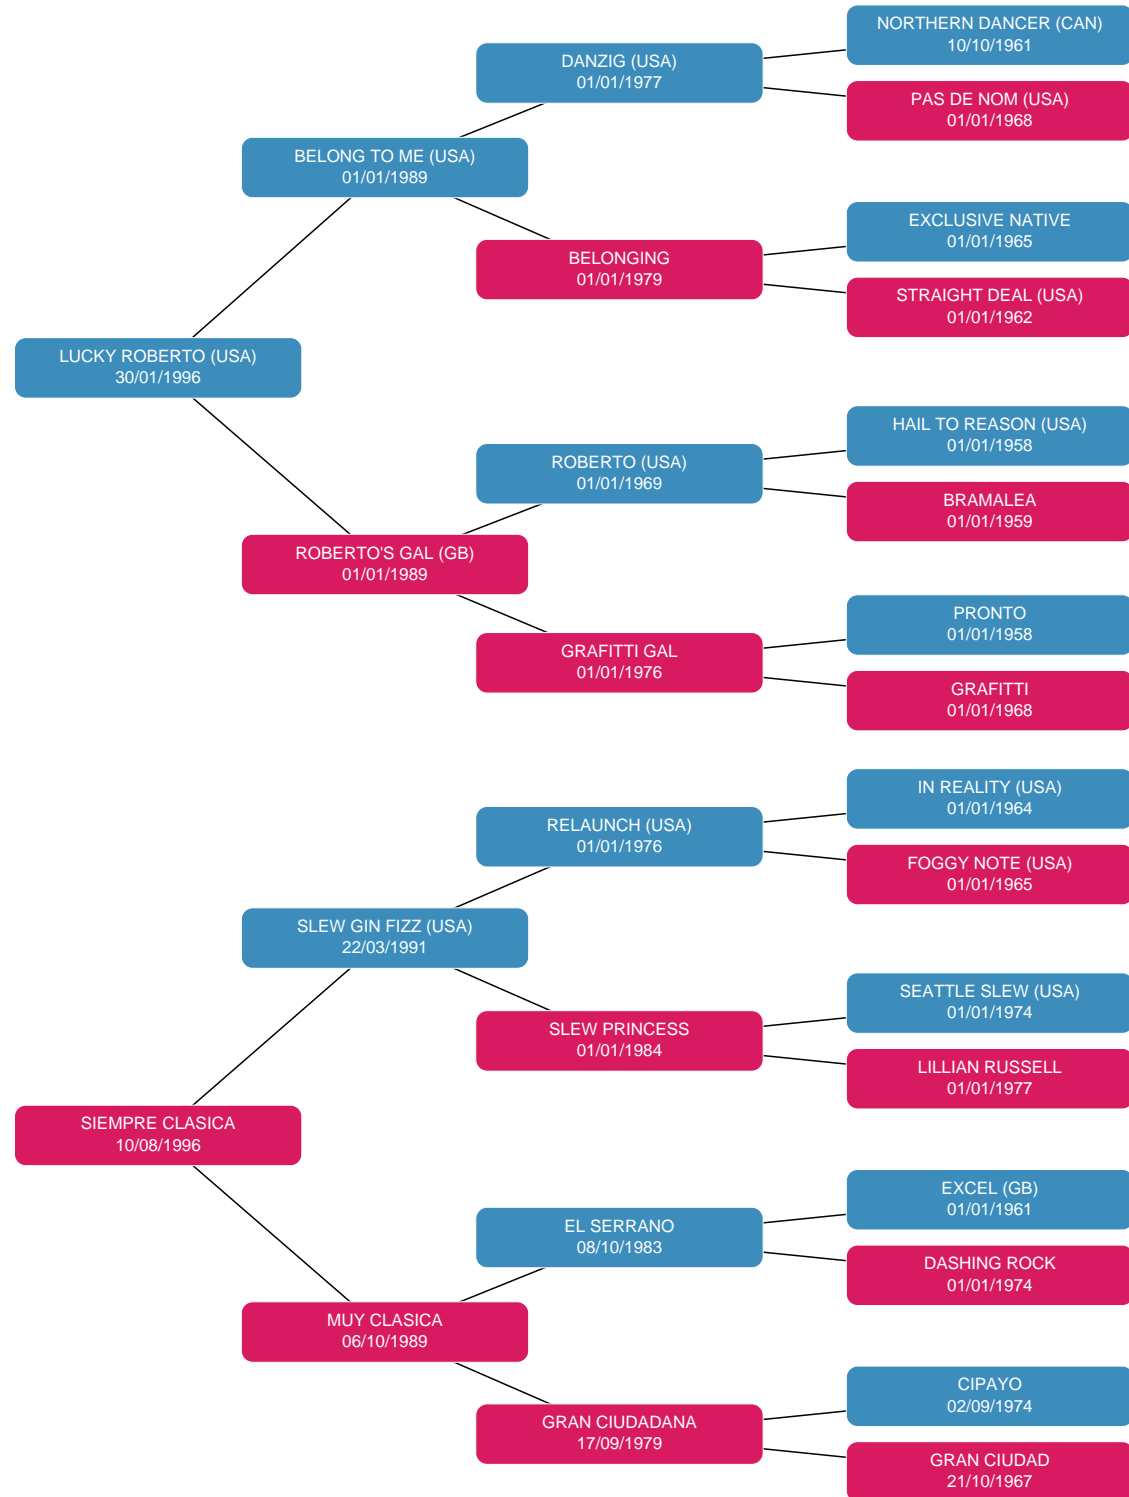 NORTHERN DANCER (CAN)
10/10/1961
DANZIG (USA)
01/01/1977
PAS DE NOM (USA)
01/01/1968
BELONG TO ME (USA)
01/01/1989
EXCLUSIVE NATIVE
01/01/1965
BELONGING
01/01/1979
STRAIGHT DEAL (USA)
01/01/1962
LUCKY ROBERTO (USA)
30/01/1996
HAIL TO REASON (USA)
01/01/1958
ROBERTO (USA)
01/01/1969
BRAMALEA
01/01/1959
ROBERTO'S GAL (GB)
01/01/1989
PRONTO
01/01/1958
GRAFITTI GAL
01/01/1976
GRAFITTI
01/01/1968
IN REALITY (USA)
01/01/1964
RELAUNCH (USA)
01/01/1976
FOGGY NOTE (USA)
01/01/1965
SLEW GIN FIZZ (USA)
22/03/1991
SEATTLE SLEW (USA)
01/01/1974
SLEW PRINCESS
01/01/1984
LILLIAN RUSSELL
01/01/1977
SIEMPRE CLASICA
10/08/1996
EXCEL (GB)
01/01/1961
EL SERRANO
08/10/1983
DASHING ROCK
01/01/1974
MUY CLASICA
06/10/1989
CIPAYO
02/09/1974
GRAN CIUDADANA
17/09/1979
GRAN CIUDAD
21/10/1967